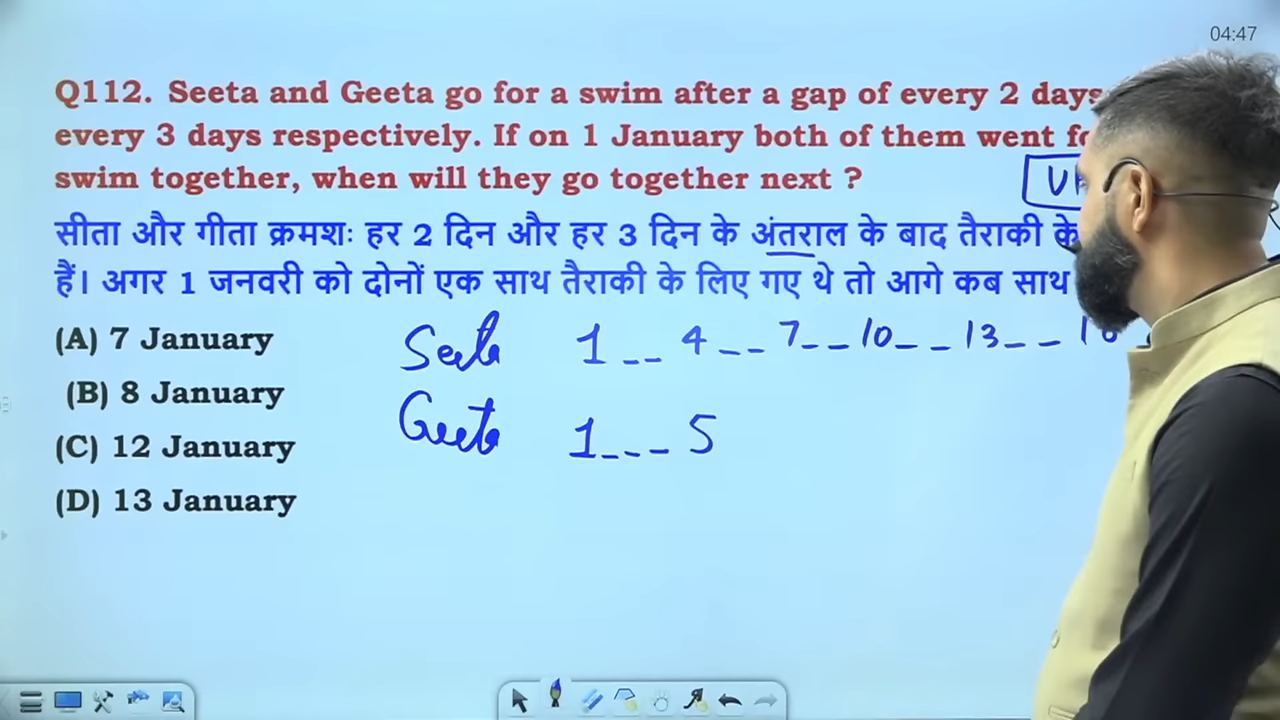 04:47
Q112. Seeta and Geeta go for a swim after a gap of every 2 days
every 3 days respectively. If on 1 January both of them went
swim together, when will they go together next ?
सीता और गीता क्रमशः हर 2 दिन और हर 3 दिन के अंतराल के बाद तैराकी के
हैं। अगर 1 जनवरी को दोनों एक साथ तैराकी के लिए गए थे तो आगे कब साथ
(A) 7 January
(B) 8 January
(C) 12 January
(D) 13 January
Seeta 1 _ _ 4 _ _ 7 _ _ 10 _ _ 13 _ _ 16
Geeta 1 _ _ _ 5